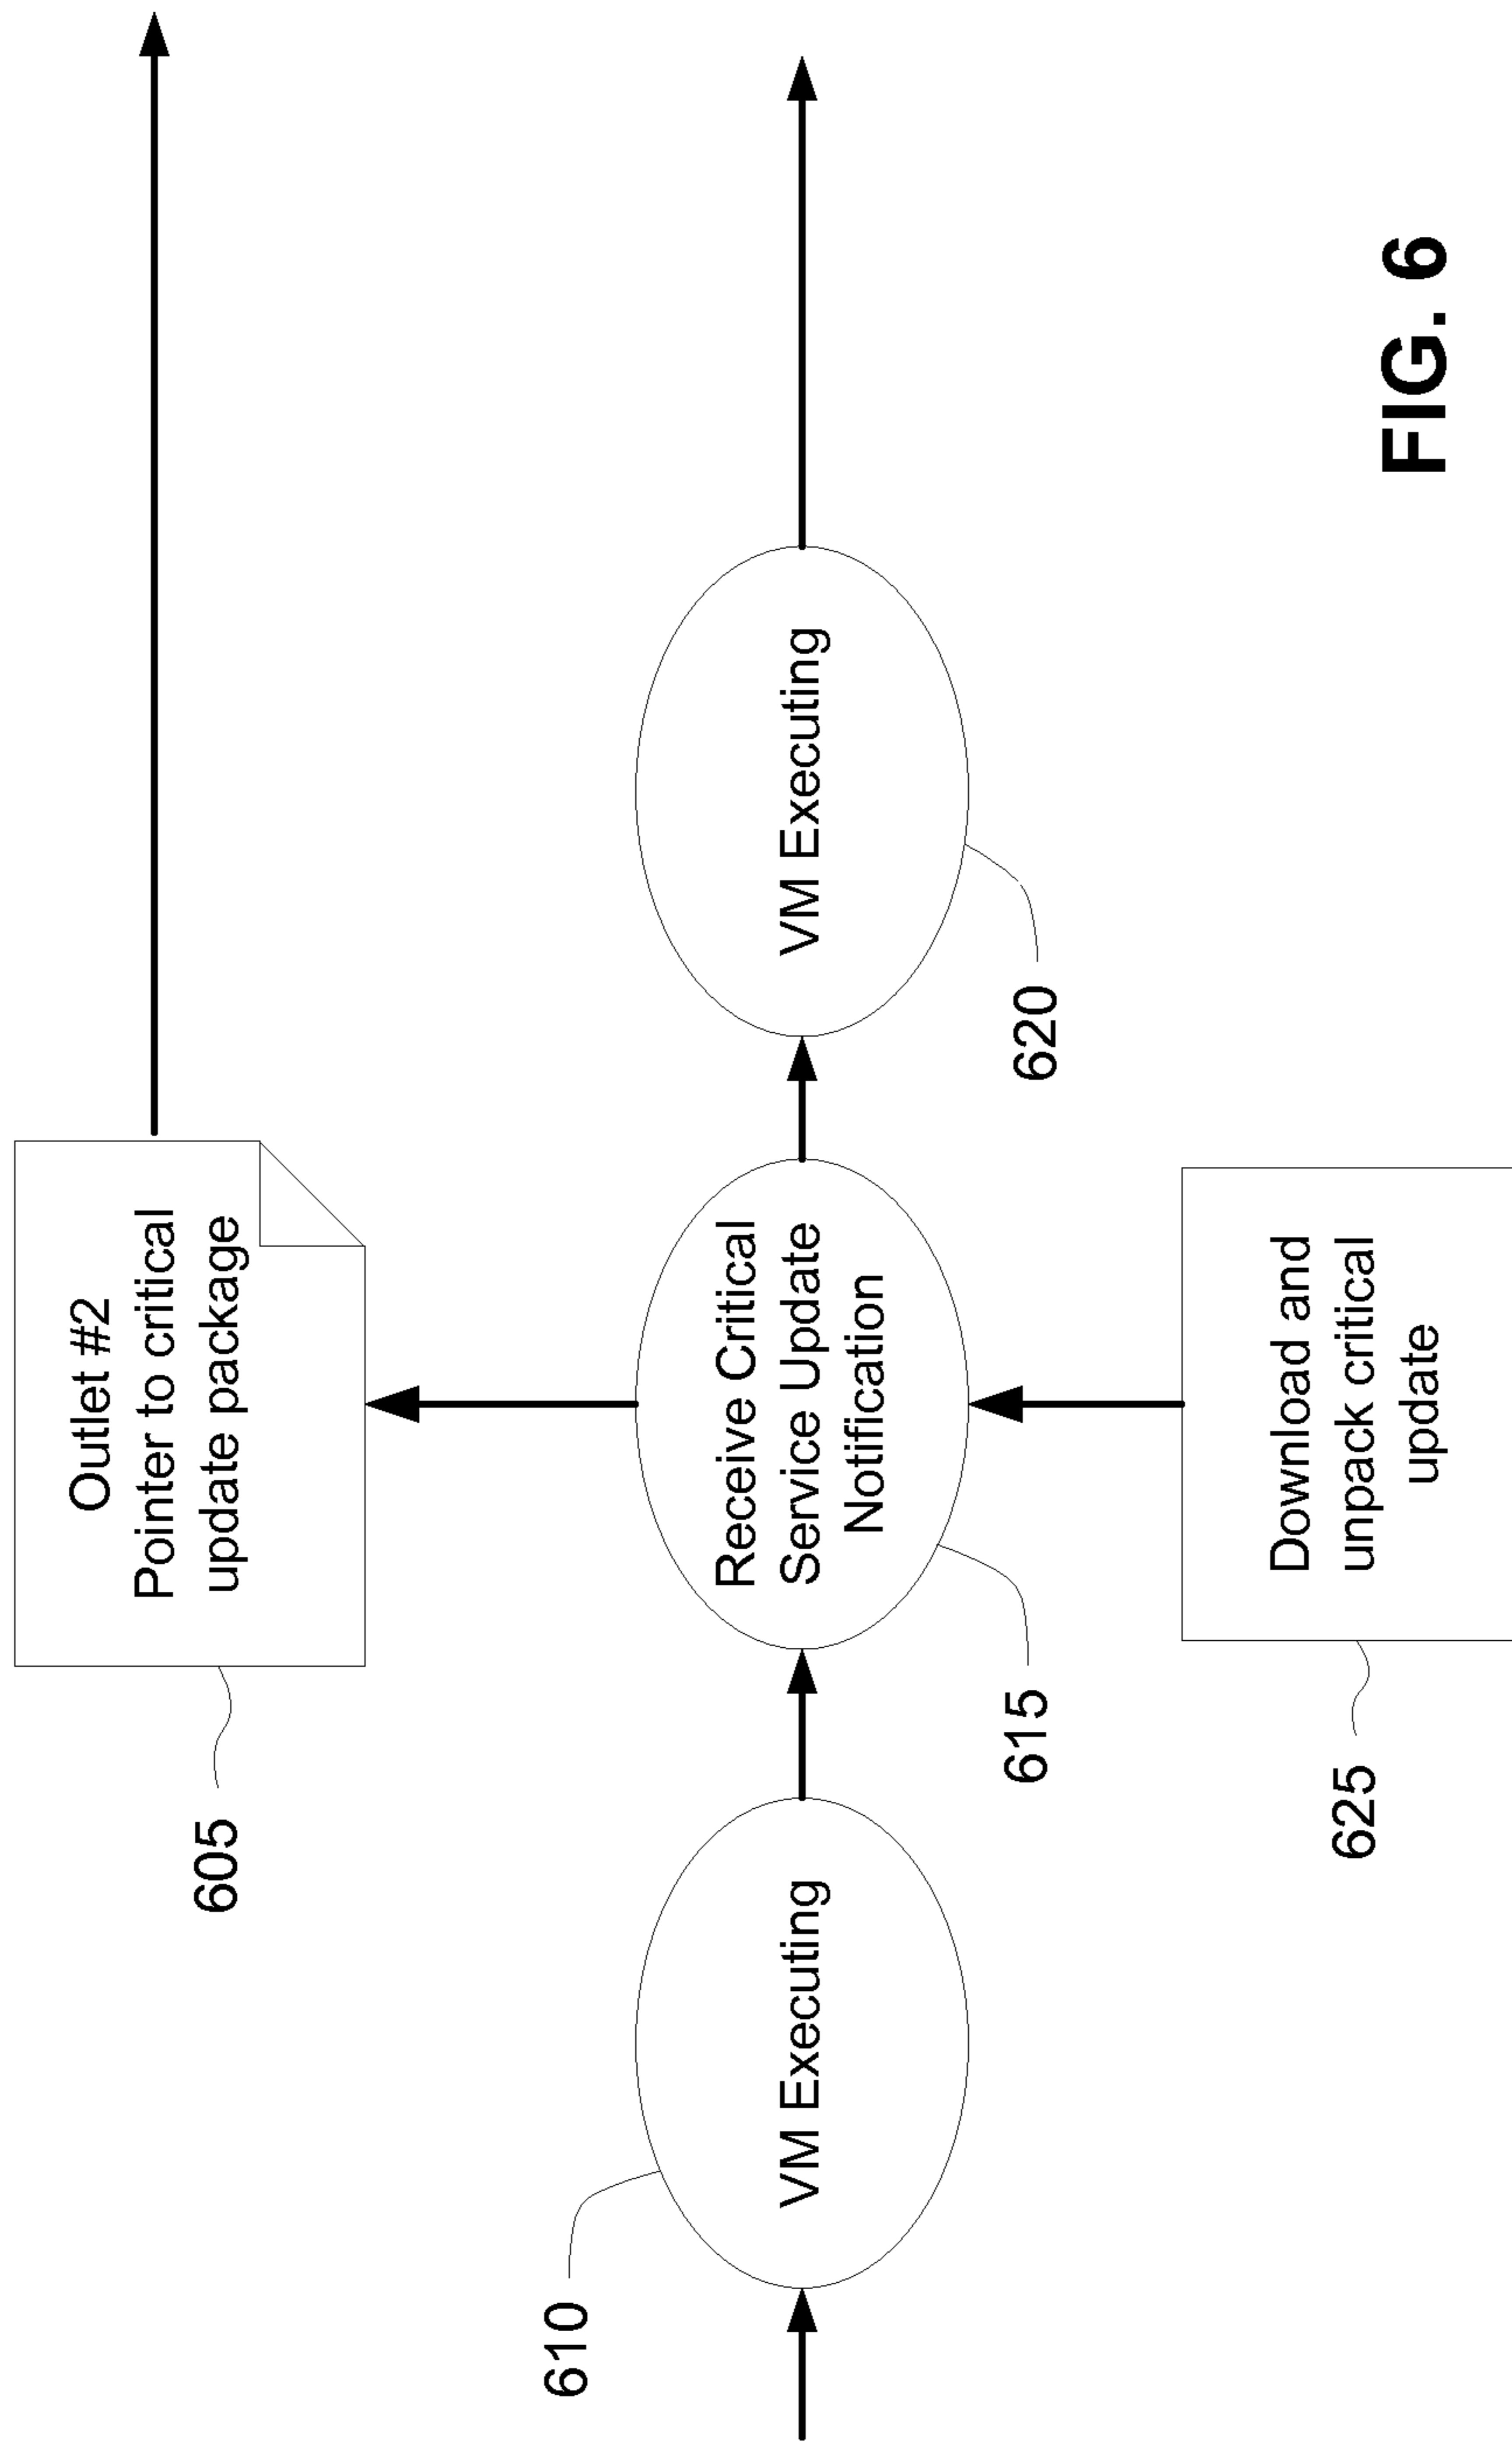 Outlet #2
Pointer to critical
update package
605
610
VM Executing
Receive Critical
Service Update
Notification
615
VM Executing
620
Download and
unpack critical
update
625
FIG. 6